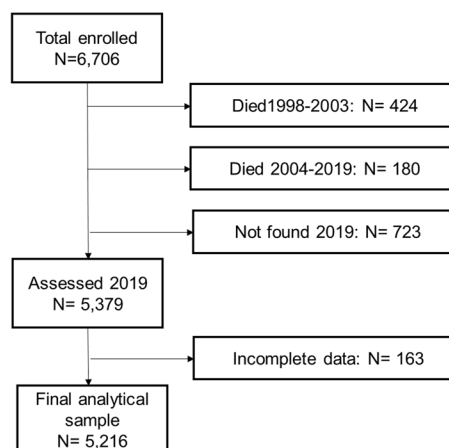 Total enrolled
N=6,706
Died1998-2003: N= 424
Died 2004-2019: N= 180
Not found 2019: N= 723
Assessed 2019
N= 5,379
Incomplete data: N= 163
Final analytical
sample
N= 5,216